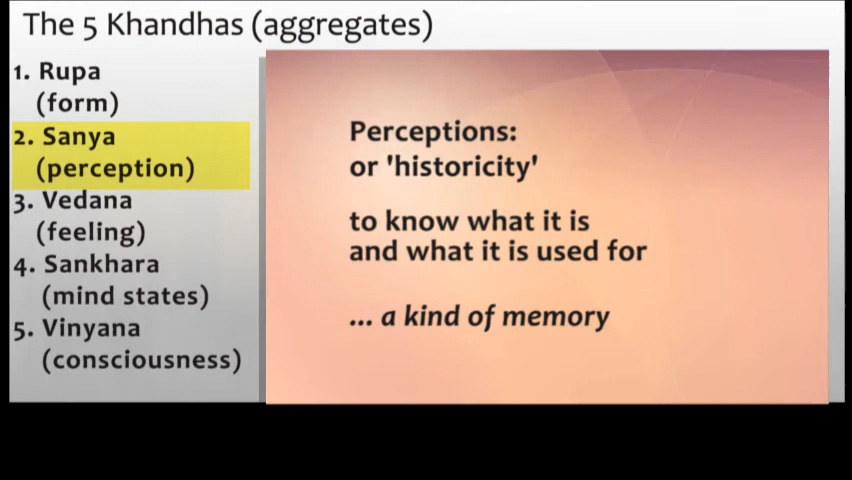 The 5 Khandhas (aggregates)
1. Rupa
(form)
2. Sanya
(perception)
3. Vedana
(feeling)
4. Sankhara
(mind states)
5. Vinyana
(consciousness)
Perceptions:
or 'historicity'
to know what it is
and what it is used for
... a kind of memory